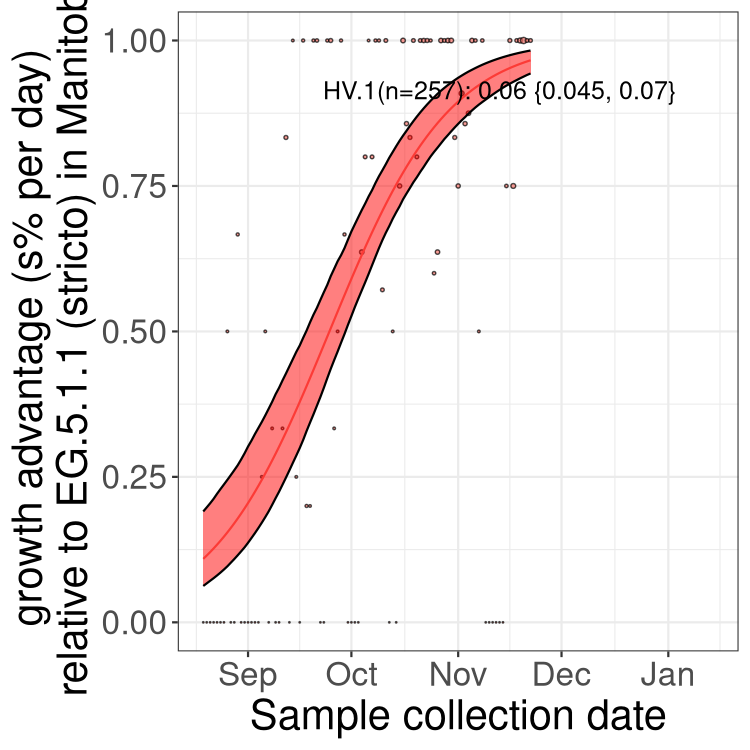 growth advantage (s% per day)
relative to EG.5.1.1 (stricto) in Manitob
1.00
0.75
0.50
0.25
0.00
HV.1(n=257): 0.06 {0.045, 0.07}
Sep Oct Nov Dec Jan
Sample collection date